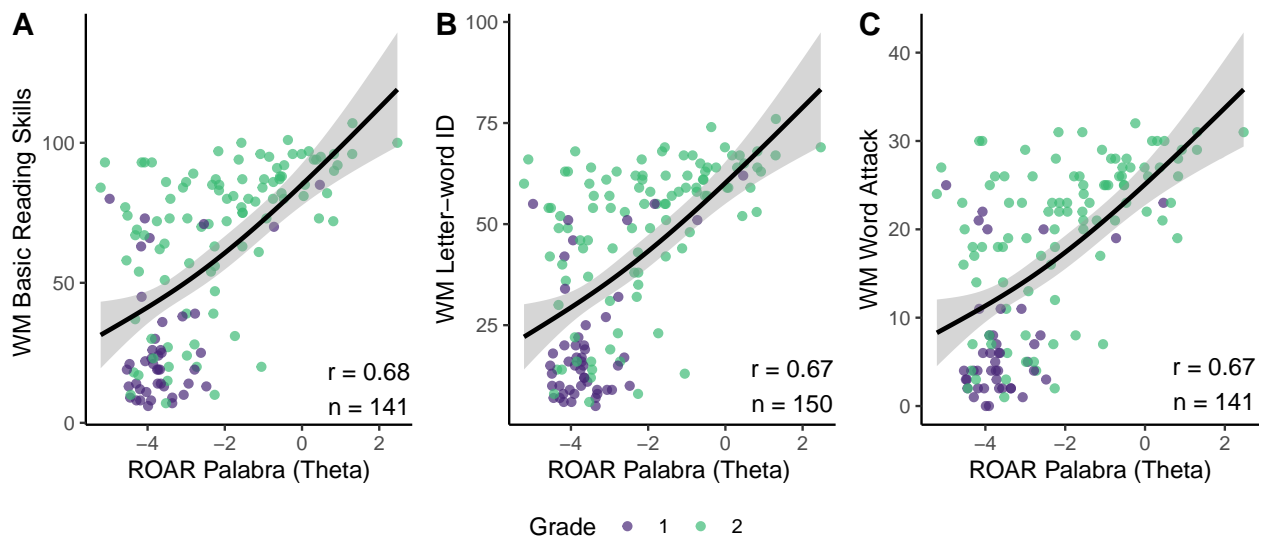 A
WM Basic Reading Skills
100
50
0
r = 0.68
n = 141
−4 −2 0 2
ROAR Palabra (Theta)
B
WM Letter−word ID
100
75
50
25
r = 0.67
n = 150
−4 −2 0 2
ROAR Palabra (Theta)
C
WM Word Attack
40
30
20
10
0
r = 0.67
n = 141
−4 −2 0 2
ROAR Palabra (Theta)
Grade 1 2